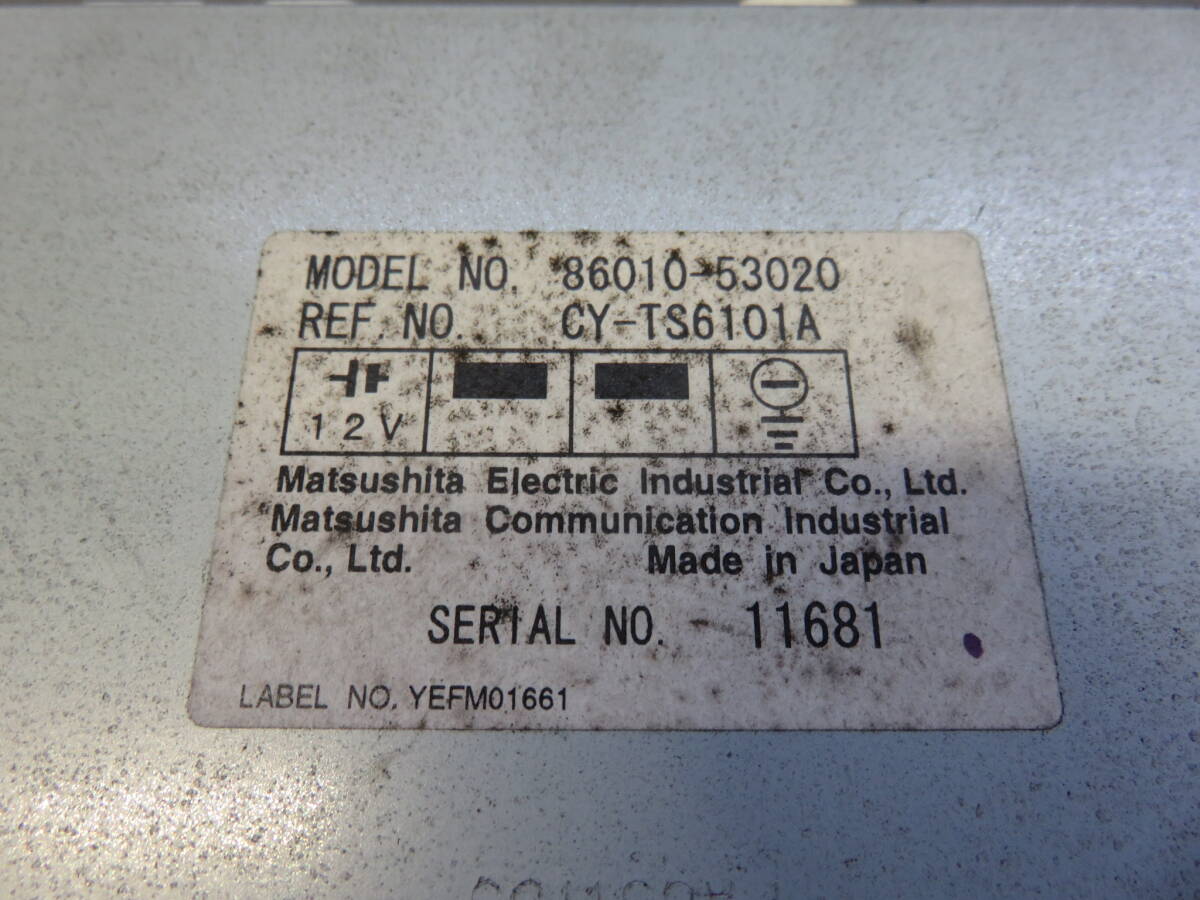 MODEL NO. 86010-53020
REF. NO. CY-TS6101A
12V
Matsushita Electric Industrial Co., Ltd.
Matsushita Communication Industrial
Co., Ltd. Made in Japan
SERIAL NO. 11681
LABEL NO. YEFM01661